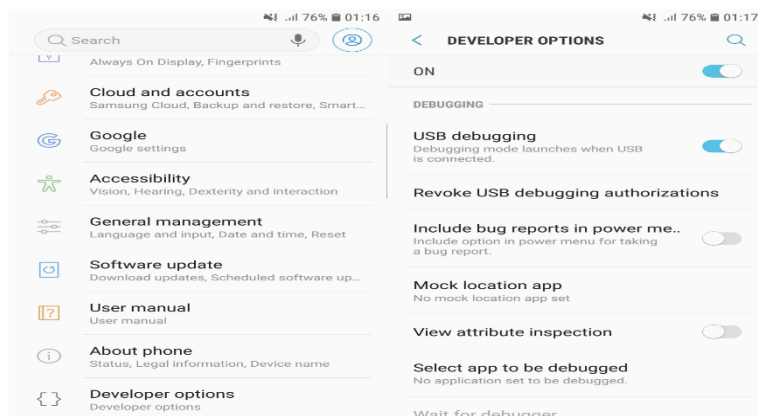 76% 01:16
Search
Always On Display, Fingerprints
Cloud and accounts
Samsung Cloud, Backup and restore, Smart...
Google
Google settings
Accessibility
Vision, Hearing, Dexterity and interaction
General management
Language and input, Date and time, Reset
Software update
Download updates, Scheduled software up...
User manual
User manual
About phone
Status, Legal information, Device name
Developer options
Developer options
76% 01:17
DEVELOPER OPTIONS
ON
DEBUGGING
USB debugging
Debugging mode launches when USB
is connected.
Revoke USB debugging authorizations
Include bug reports in power me..
Include option in power menu for taking
a bug report.
Mock location app
No mock location app set
View attribute inspection
Select app to be debugged
No application set to be debugged.
Wait for debugger